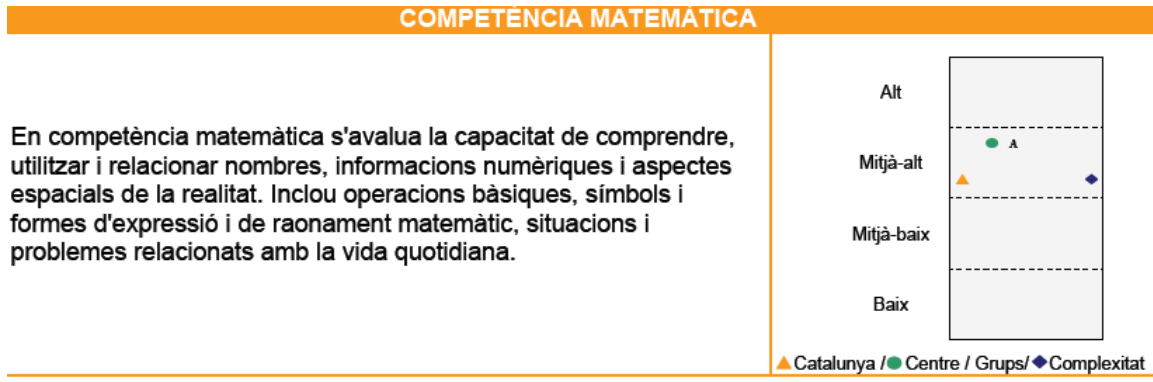 COMPETÈNCIA MATEMÀTICA
En competència matemàtica s'avalua la capacitat de comprendre,
utilitzar i relacionar nombres, informacions numèriques i aspectes
espacials de la realitat. Inclou operacions bàsiques, símbols i
formes d'expressió i de raonament matemàtic, situacions i
problemes relacionats amb la vida quotidiana.
Alt
A
Mitjà-alt
Mitjà-baix
Baix
Catalunya / Centre / Grups/ Complexitat